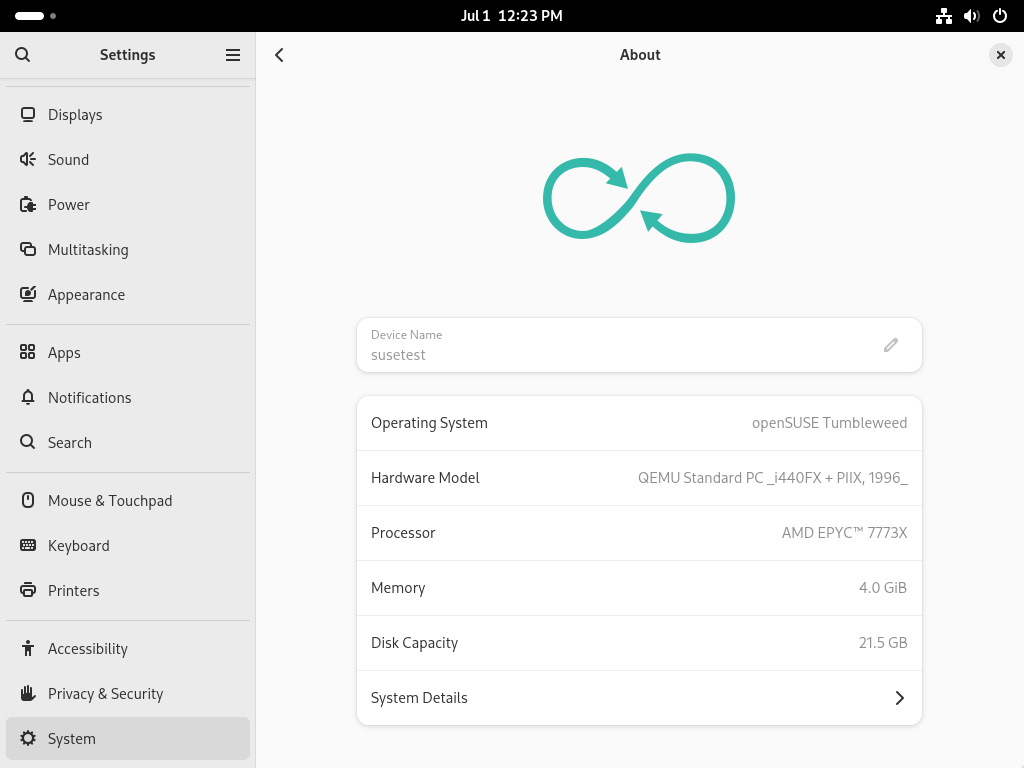 Jul 1 12:23 PM
Settings
About
Displays
Sound
Power
Multitasking
Appearance
Apps
Notifications
Search
Mouse & Touchpad
Keyboard
Printers
Accessibility
Privacy & Security
System
Device Name
susetest
Operating System openSUSE Tumbleweed
Hardware Model QEMU Standard PC _i440FX + PIIX, 1996_
Processor AMD EPYC™ 7773X
Memory 4.0 GiB
Disk Capacity 21.5 GB
System Details